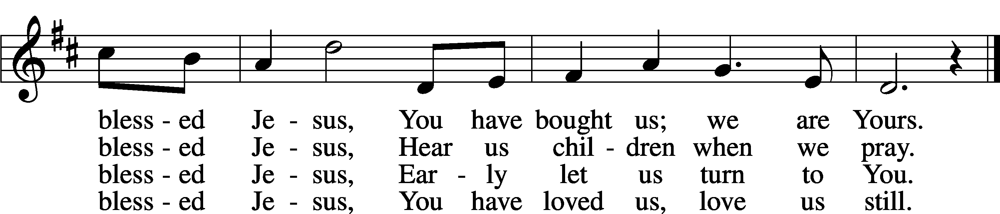 bless - ed Je - sus, You have bought us; we are Yours.
bless - ed Je - sus, Hear us chil - dren when we pray.
bless - ed Je - sus, Ear - ly let us turn to You.
bless - ed Je - sus, You have loved us, love us still.